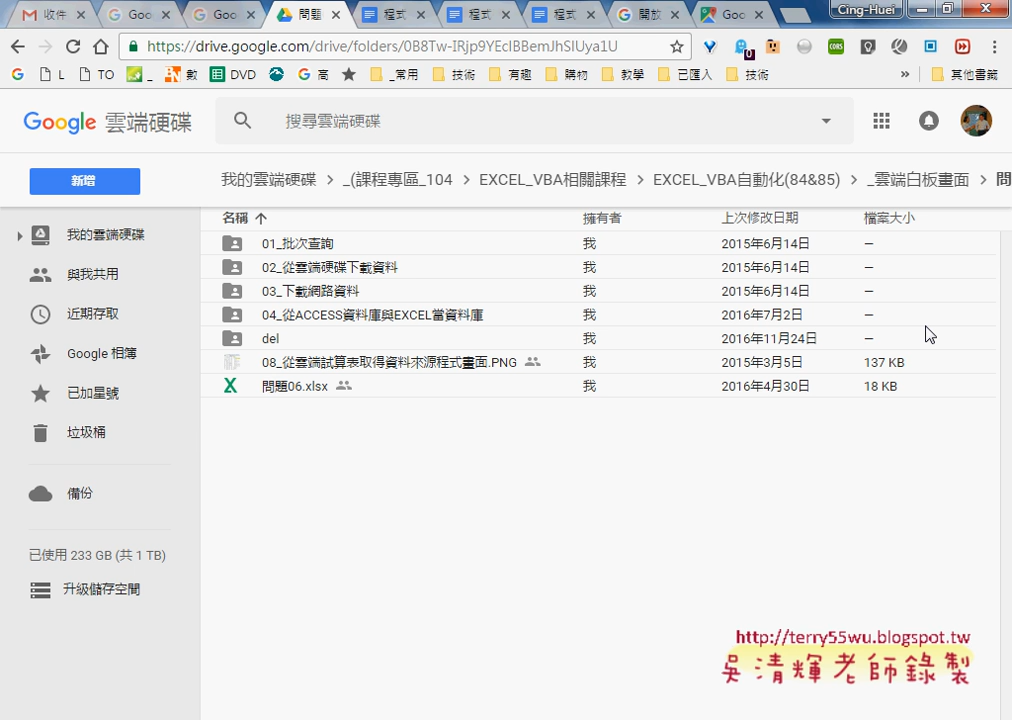 收件 Goo Goo 問題 程式 程式 程式 開放 Goo Cing-Huei
https://drive.google.com/drive/folders/0B8Tw-IRjp9YEclBBemJhSlUya1U
L TO _ 數 DVD 高 _常用 技術 有趣 購物 教學 已匯入 技術 » 其他書籤
Google 雲端硬碟 搜尋雲端硬碟
新增 我的雲端硬碟 > _(課程專區_104 > EXCEL_VBA相關課程 > EXCEL_VBA自動化(84&85) > _雲端白板畫面 > 問
名稱 擁有者 上次修改日期 檔案大小
我的雲端硬碟
與我共用
近期存取
Google 相簿
已加星號
垃圾桶
備份
已使用 233 GB (共 1 TB)
升級儲存空間
01_批次查詢 我 2015年6月14日 –
02_從雲端硬碟下載資料 我 2015年6月14日 –
03_下載網路資料 我 2015年6月14日 –
04_從ACCESS資料庫與EXCEL當資料庫 我 2016年7月2日 –
del 我 2016年11月24日 –
08_從雲端試算表取得資料來源程式畫面.PNG 我 2015年3月5日 137 KB
問題06.xlsx 我 2016年4月30日 18 KB
http://terry55wu.blogspot.tw
吳清輝老師錄製